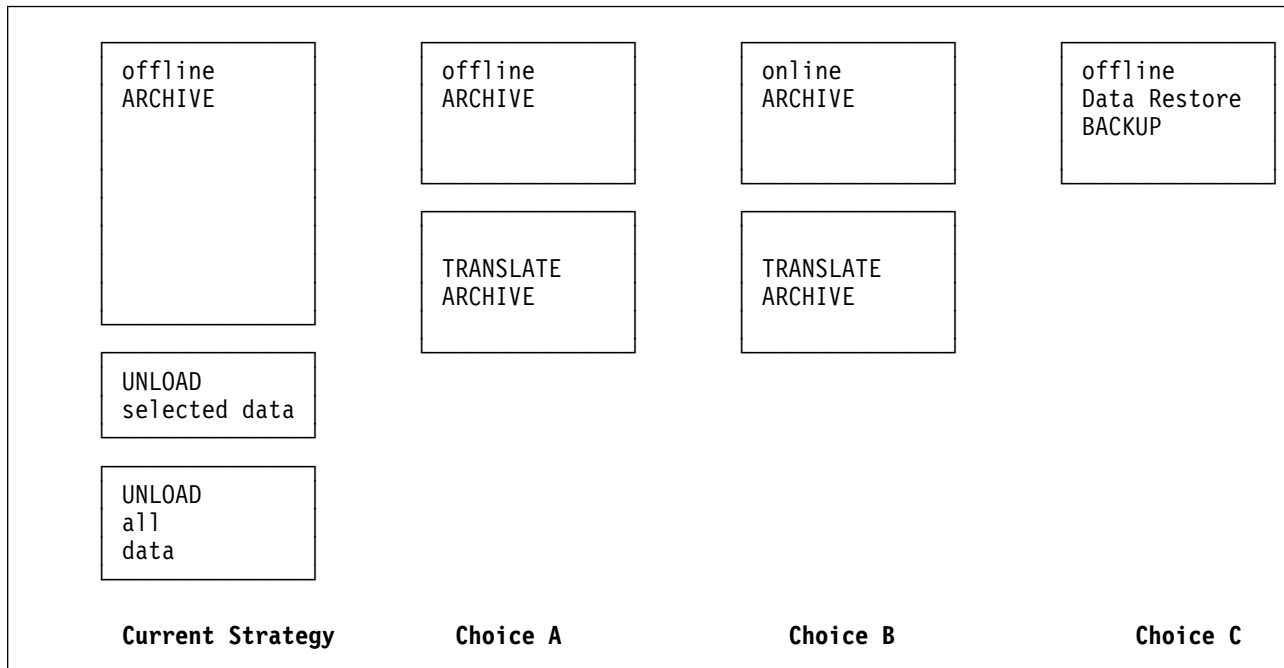 offline
ARCHIVE
UNLOAD
selected data
UNLOAD
all
data
Current Strategy
offline
ARCHIVE
TRANSLATE
ARCHIVE
Choice A
online
ARCHIVE
TRANSLATE
ARCHIVE
Choice B
offline
Data Restore
BACKUP
Choice C